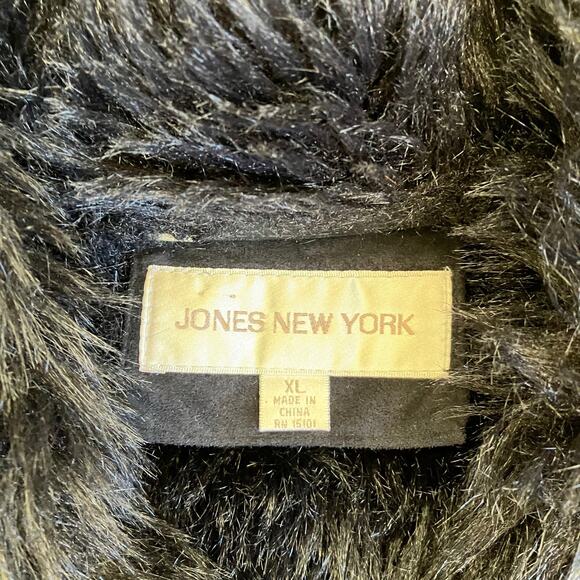 JONES NEW YORK
XL
MADE IN
CHINA
RN 15101